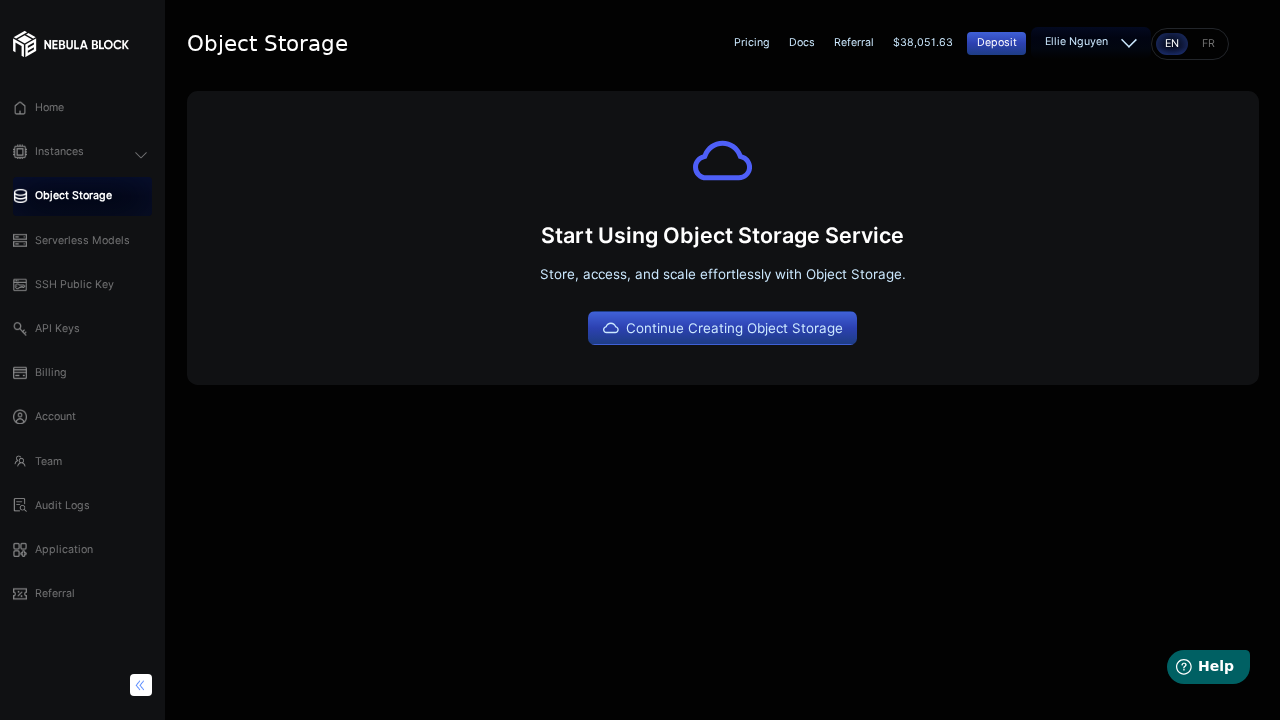 NEBULA BLOCK
Home
Instances
Object Storage
Serverless Models
SSH Public Key
API Keys
Billing
Account
Team
Audit Logs
Application
Referral
Object Storage
Pricing
Docs
Referral
$38,051.63
Deposit
Ellie Nguyen
EN
FR
Start Using Object Storage Service
Store, access, and scale effortlessly with Object Storage.
Continue Creating Object Storage
Help